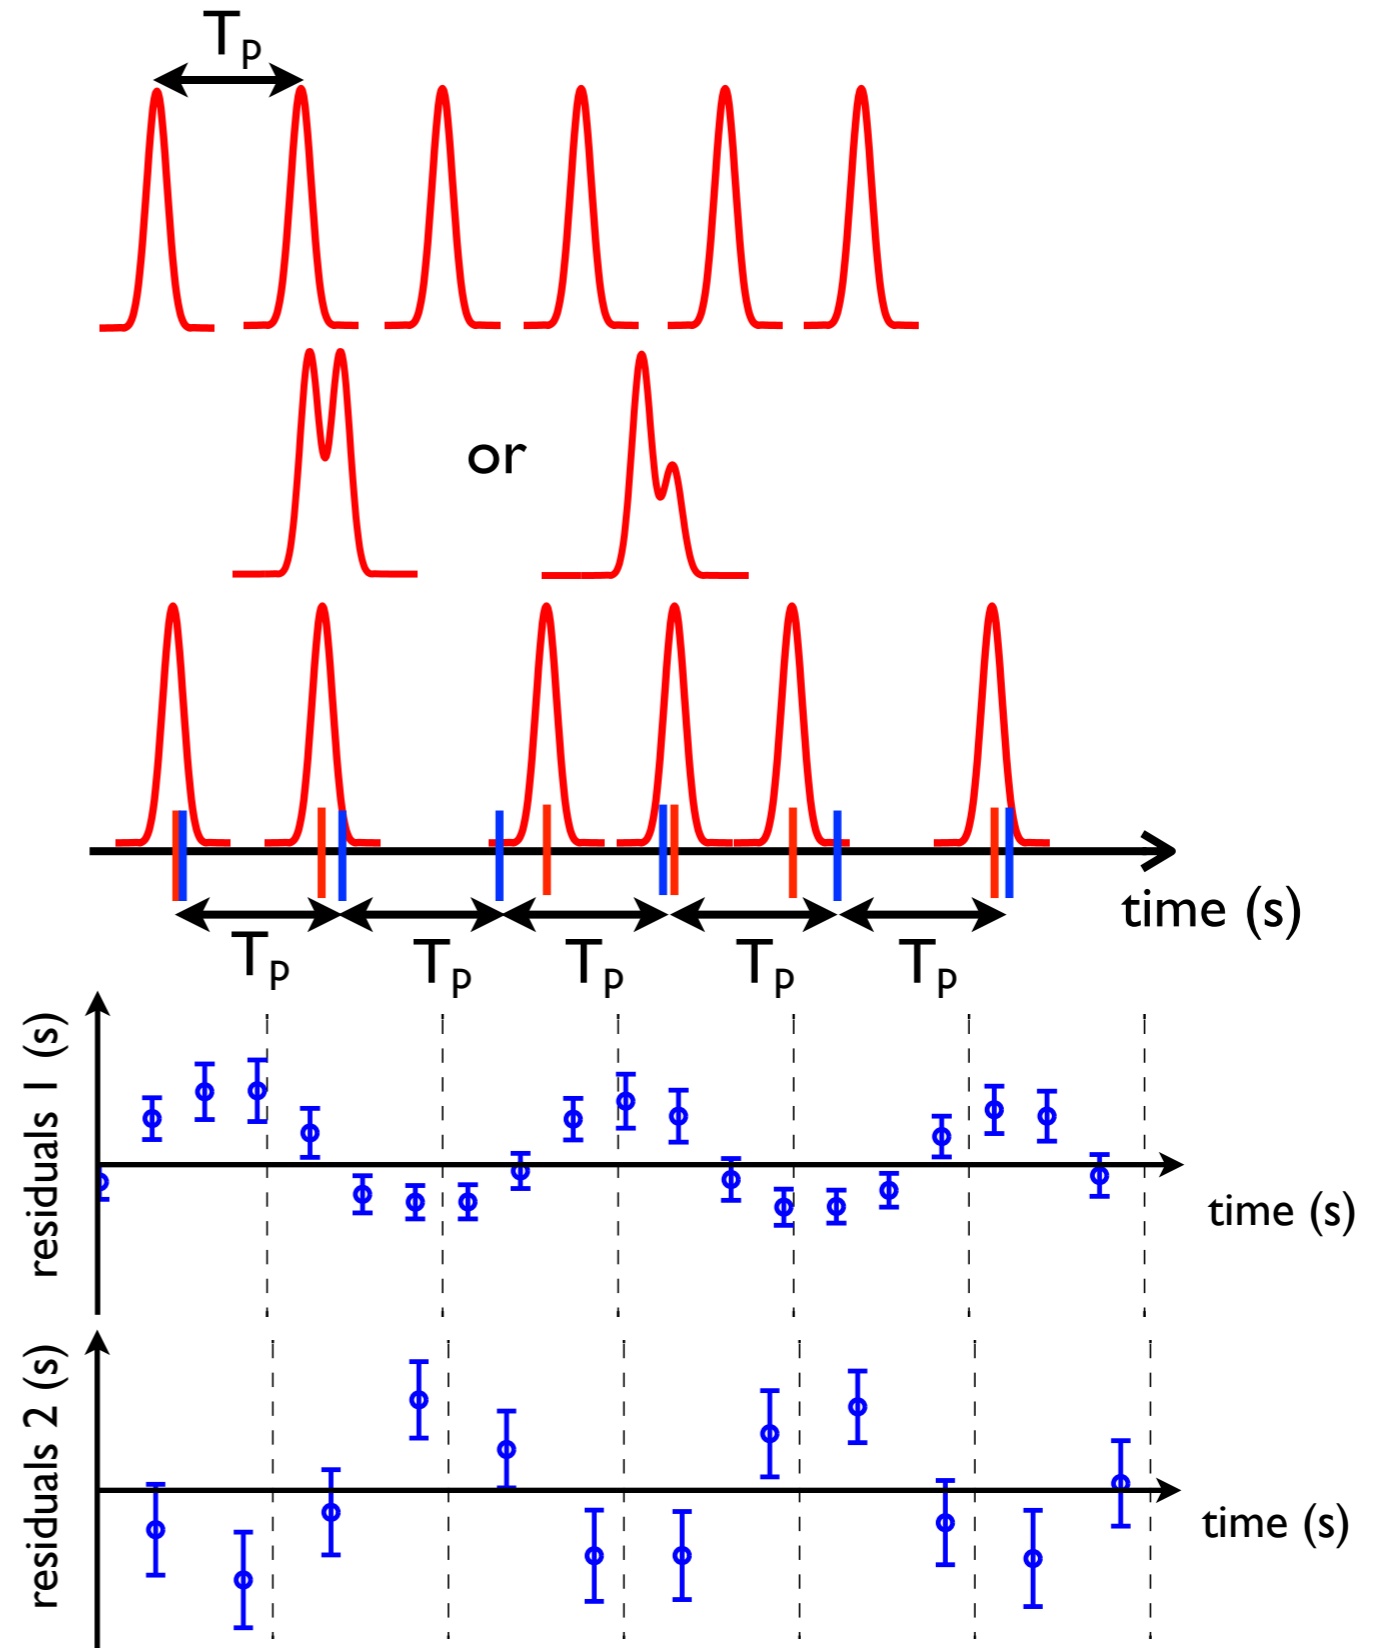 Tp
or
time (s)
Tp Tp Tp Tp Tp
residuals 1 (s)
time (s)
residuals 2 (s)
time (s)